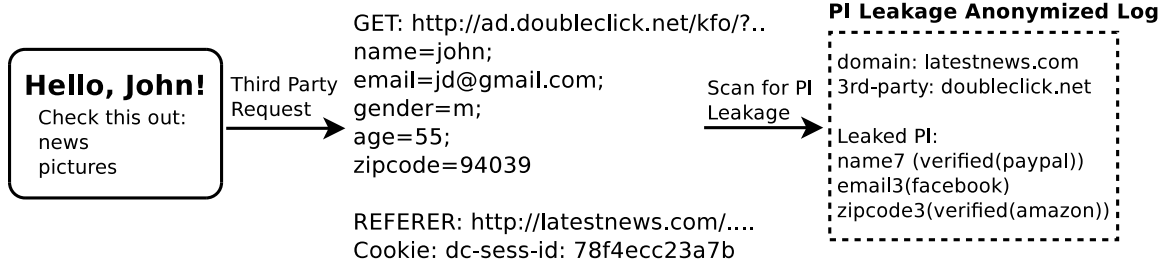 Hello, John!
Check this out:
news
pictures
Third Party
Request
GET: http://ad.doubleclick.net/kfo/?..
name=john;
email=jd@gmail.com;
gender=m;
age=55;
zipcode=94039
REFERER: http://latestnews.com/....
Cookie: dc-sess-id: 78f4ecc23a7b
Scan for PI
Leakage
PI Leakage Anonymized Log
domain: latestnews.com
3rd-party: doubleclick.net
Leaked PI:
name7 (verified(paypal))
email3(facebook)
zipcode3(verified(amazon))